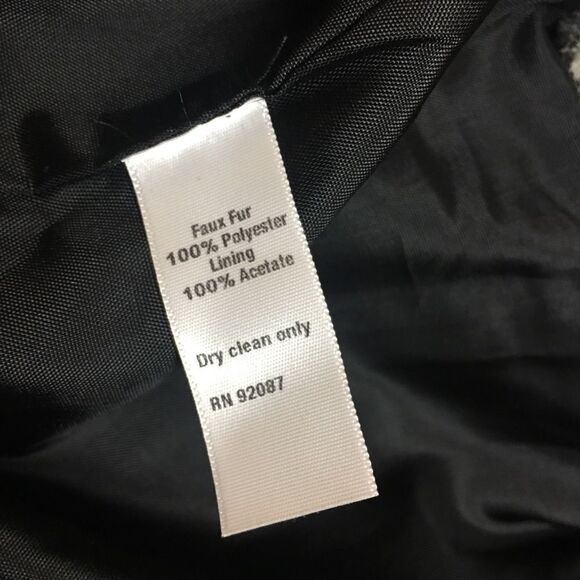 Faux Fur
100% Polyester
Lining
100% Acetate
Dry clean only
RN 92087